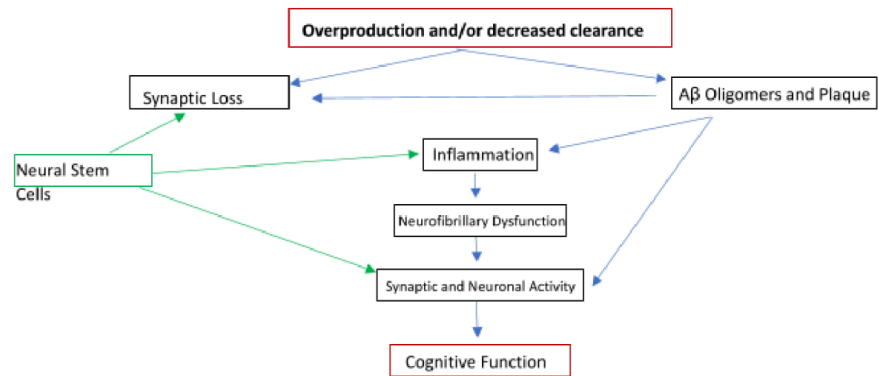 Overproduction and/or decreased clearance
Synaptic Loss
Aβ Oligomers and Plaque
Inflammation
Neural Stem
Cells
Neurofibrillary Dysfunction
Synaptic and Neuronal Activity
Cognitive Function